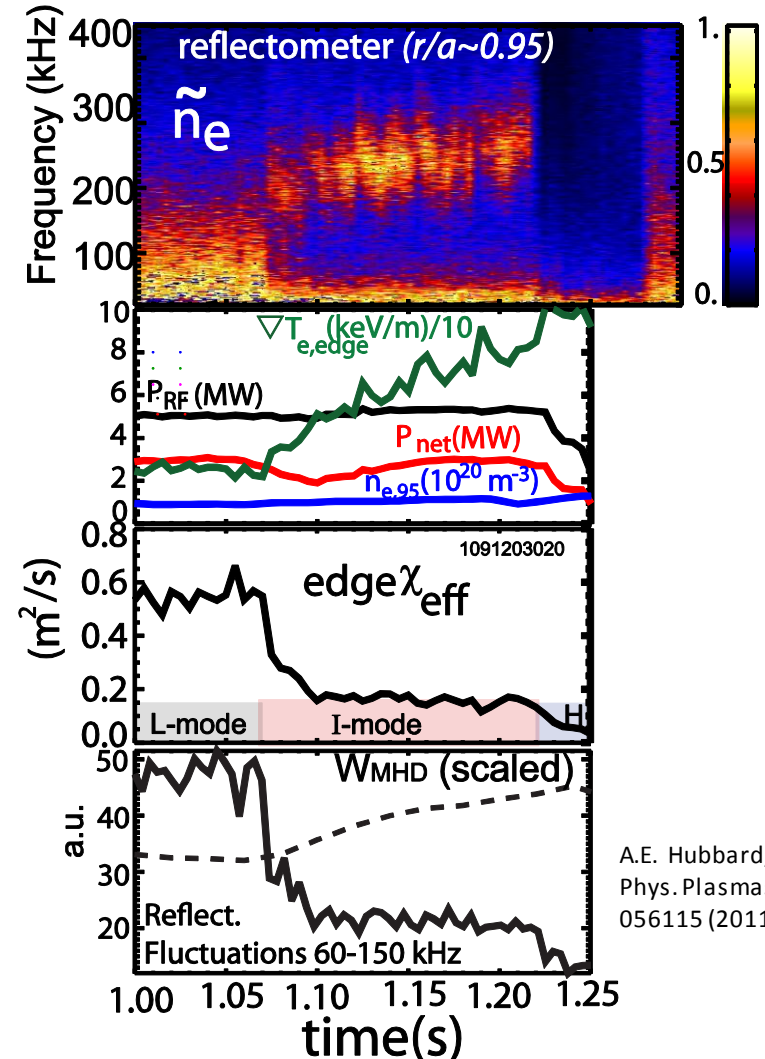 400
300
200
100
Frequency (kHz)
reflectometer (r/a~0.95)
ñe
1.
0.5
0.
10
8
6
4
2
0
▽Te,edge (keV/m)/10
PRF (MW)
Pnet(MW)
ne,95(10^20 m^-3)
0.8
0.6
0.4
0.2
0.0
(m^2/s)
1091203020
edge χeff
L-mode
I-mode
H
50
40
30
20
a.u.
WMHD (scaled)
Reflect.
Fluctuations 60-150 kHz
1.00 1.05 1.10 1.15 1.20 1.25
time(s)
A.E. Hubbard,
Phys. Plasma
056115 (2011